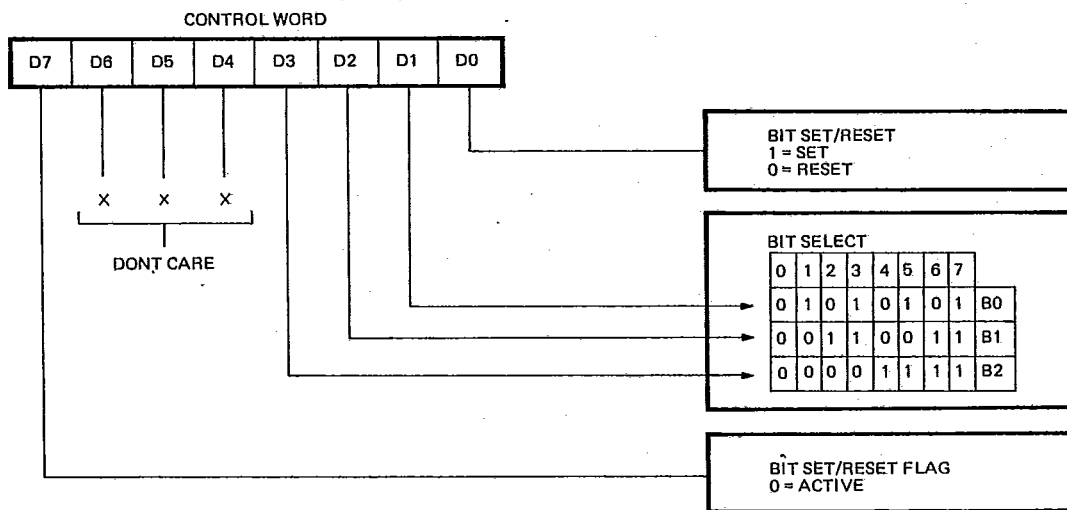 CONTROL WORD
D7 D6 D5 D4 D3 D2 D1 D0
BIT SET/RESET
1 = SET
0 = RESET
X X X
DONT CARE
BIT SELECT
0 1 2 3 4 5 6 7
0 1 0 1 0 1 0 1 B0
0 0 1 1 0 0 1 1 B1
0 0 0 0 1 1 1 1 B2
BIT SET/RESET FLAG
0 = ACTIVE